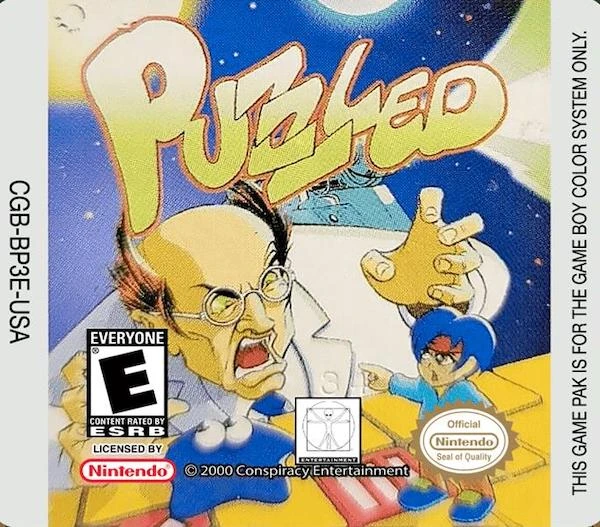 PUZZLED
CGB-BP3E-USA
THIS GAME PAK IS FOR THE GAME BOY COLOR SYSTEM ONLY.
EVERYONE
E
®
CONTENT RATED BY
ESRB
LICENSED BY
Nintendo®
© 2000 Conspiracy Entertainment
ENTERTAINMENT
Official
Nintendo
Seal of Quality